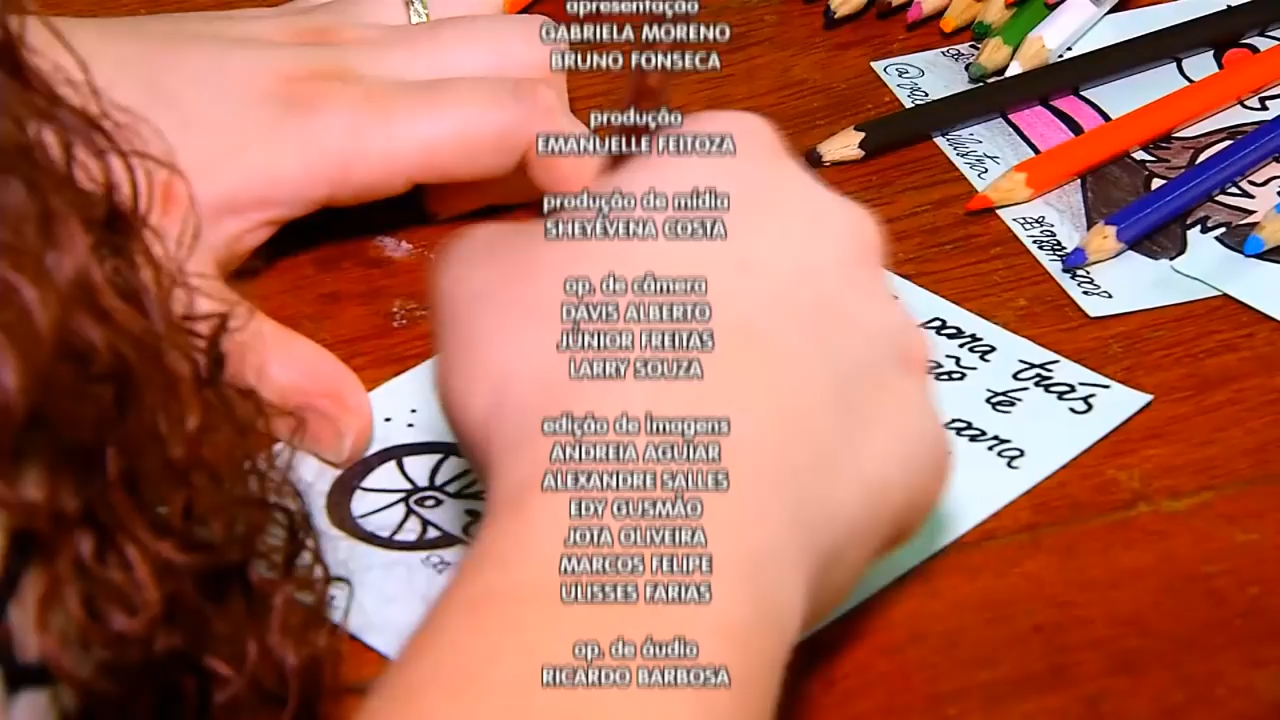 apresentação
GABRIELA MORENO
BRUNO FONSECA
produção
EMANUELLE FEITOZA
produção de mídia
SHEYEVENA COSTA
op. de câmera
DAVIS ALBERTO
JÚNIOR FREITAS
LARRY SOUZA
edição de imagens
ANDREIA AGUIAR
ALEXANDRE SALLES
EDY GUSMÃO
JOTA OLIVEIRA
MARCOS FELIPE
ULISSES FARIAS
op. de áudio
RICARDO BARBOSA
ilustra
para trás
te
para